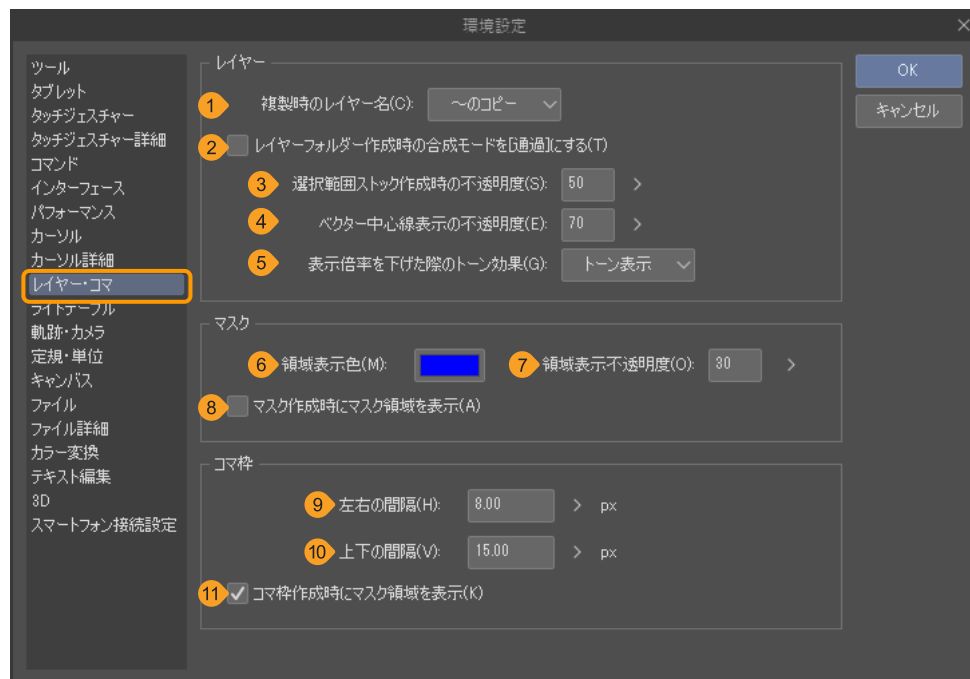 環境設定
ツール
タブレット
タッチジェスチャー
タッチジェスチャー詳細
コマンド
インターフェース
パフォーマンス
カーソル
カーソル詳細
レイヤー・コマ
ライトテーブル
軌跡・カメラ
定規・単位
キャンバス
ファイル
ファイル詳細
カラー変換
テキスト編集
3D
スマートフォン接続設定
レイヤー
1 複製時のレイヤー名(C): 〜のコピー
2 レイヤーフォルダー作成時の合成モードを[通過]にする(T)
3 選択範囲ストック作成時の不透明度(S): 50 >
4 ベクター中心線表示の不透明度(E): 70 >
5 表示倍率を下げた際のトーン効果(G): トーン表示
マスク
6 領域表示色(M): 7 領域表示不透明度(O): 30 >
8 マスク作成時にマスク領域を表示(A)
コマ枠
9 左右の間隔(H): 8.00 > px
10 上下の間隔(V): 15.00 > px
11 コマ枠作成時にマスク領域を表示(K)
OK
キャンセル